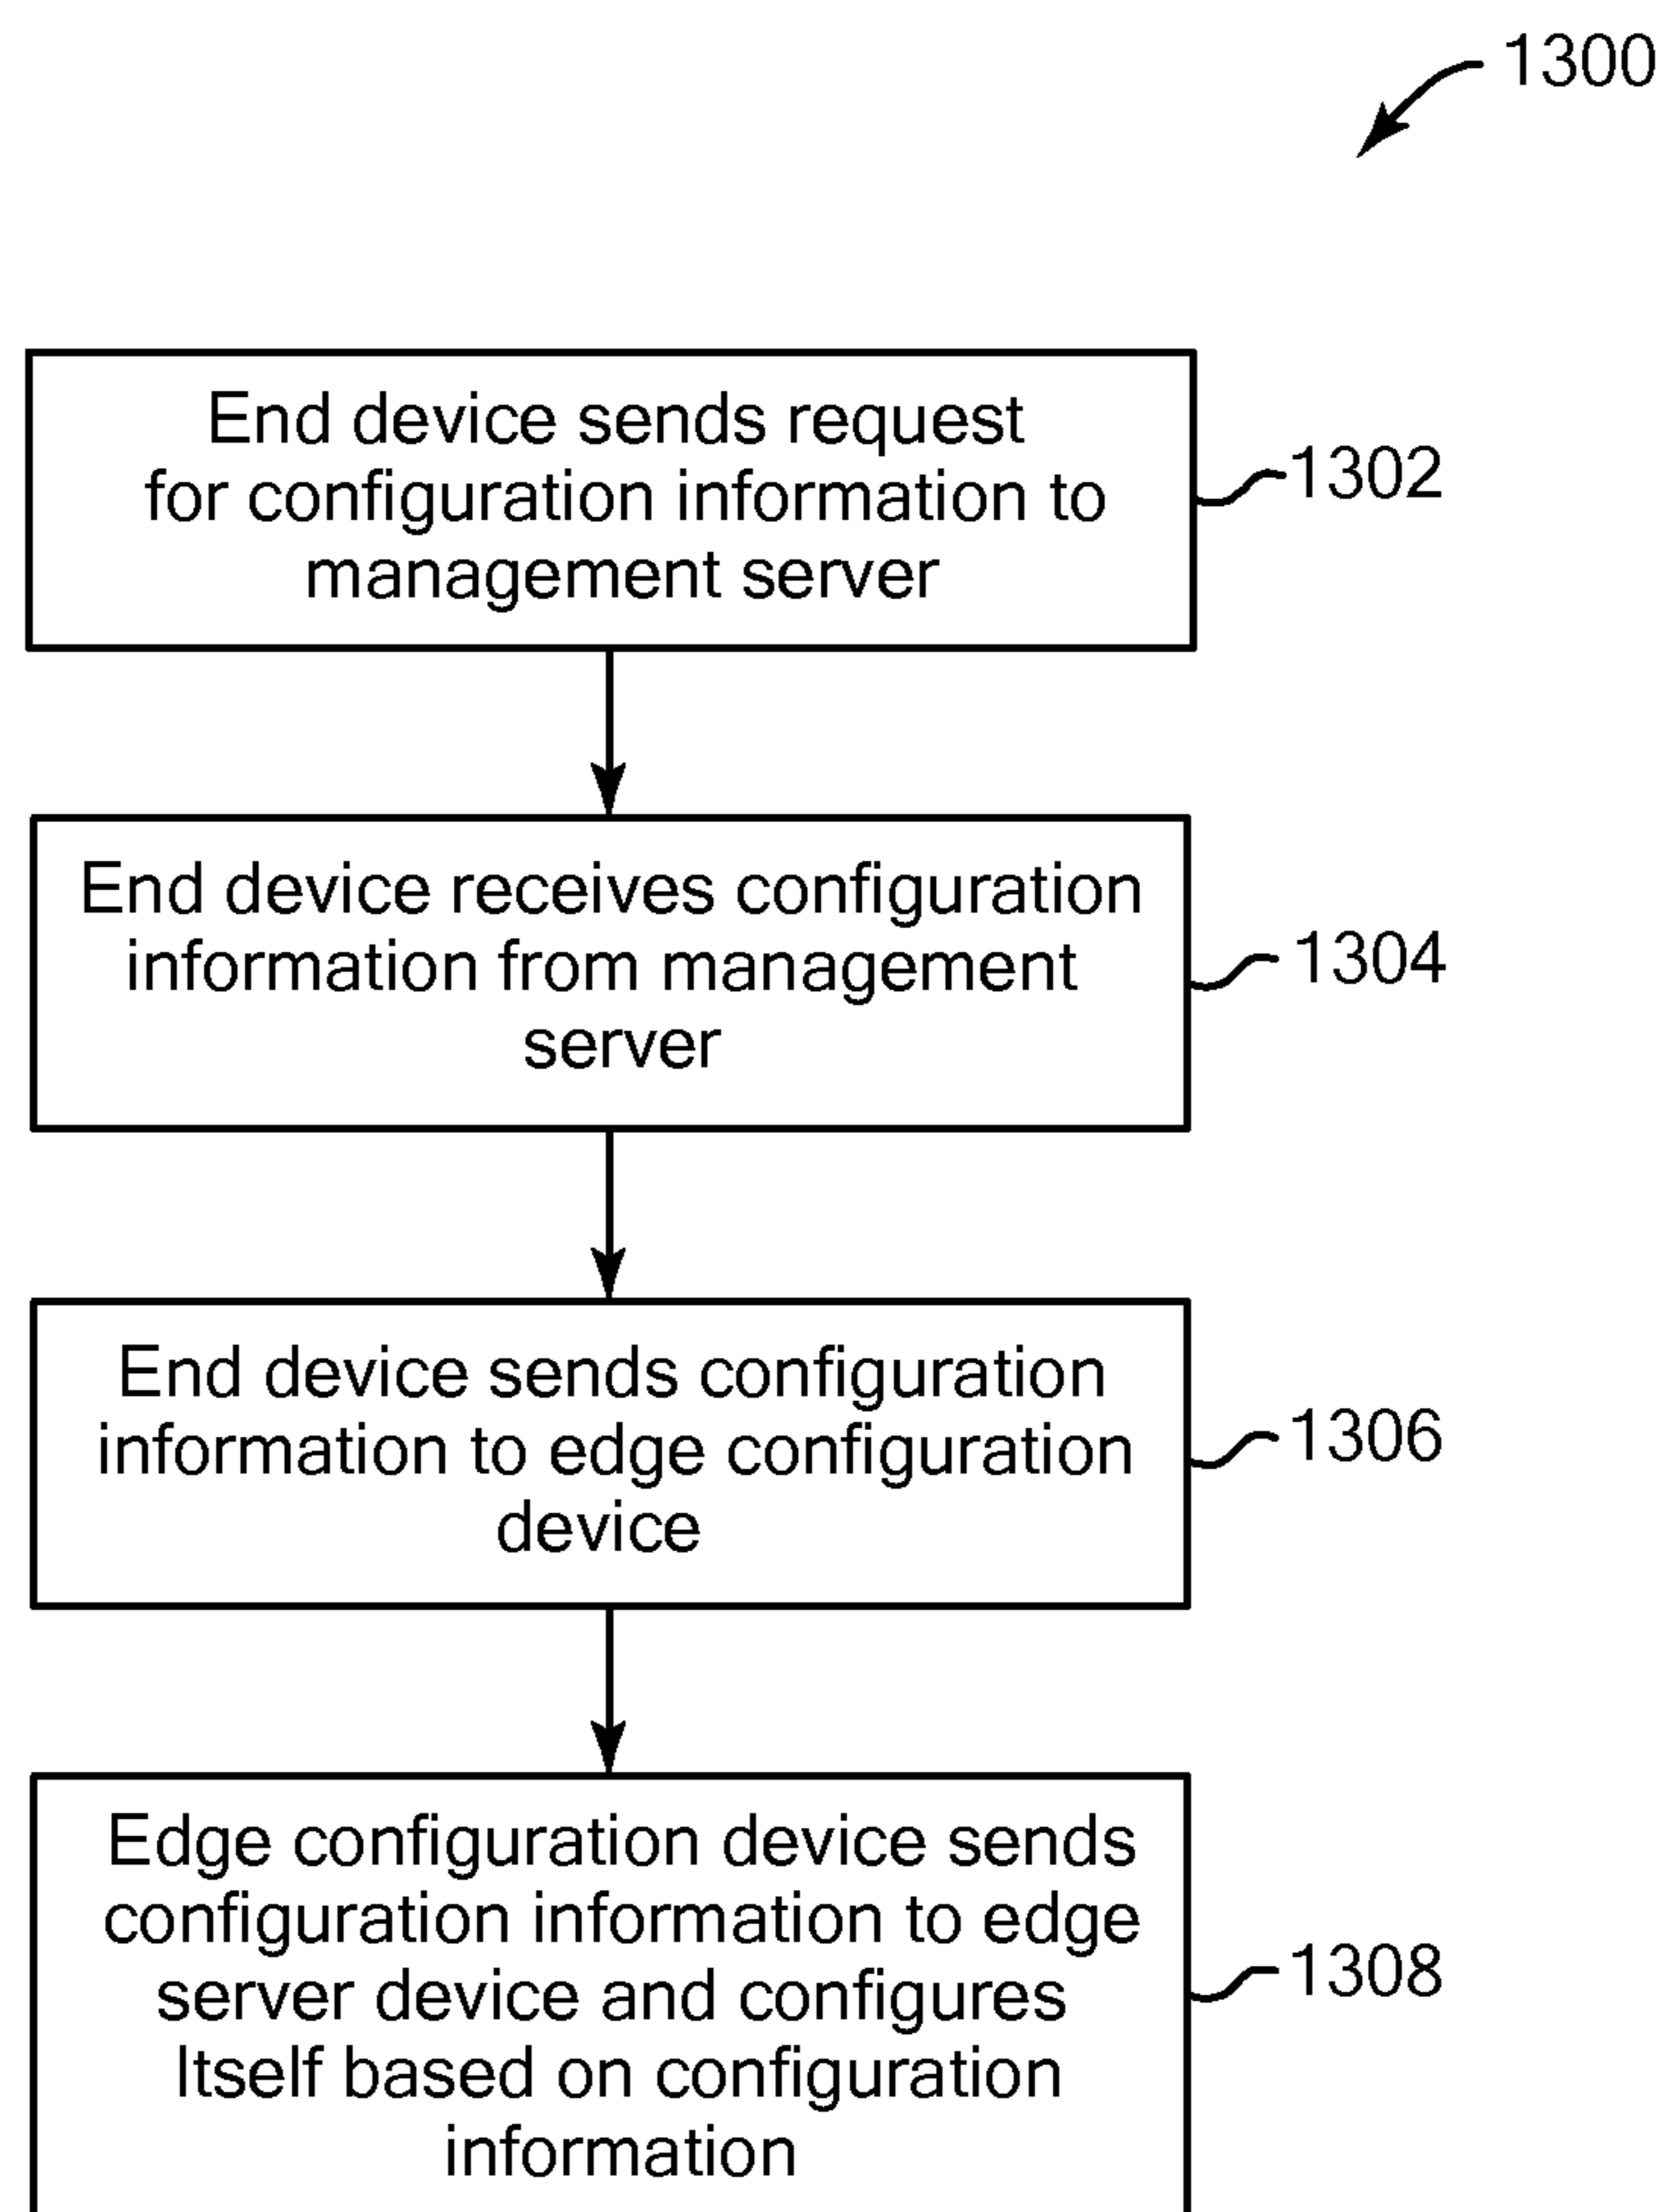 1300
End device sends request
for configuration information to
management server
1302
End device receives configuration
information from management
server
1304
End device sends configuration
information to edge configuration
device
1306
Edge configuration device sends
configuration information to edge
server device and configures
Itself based on configuration
information
1308